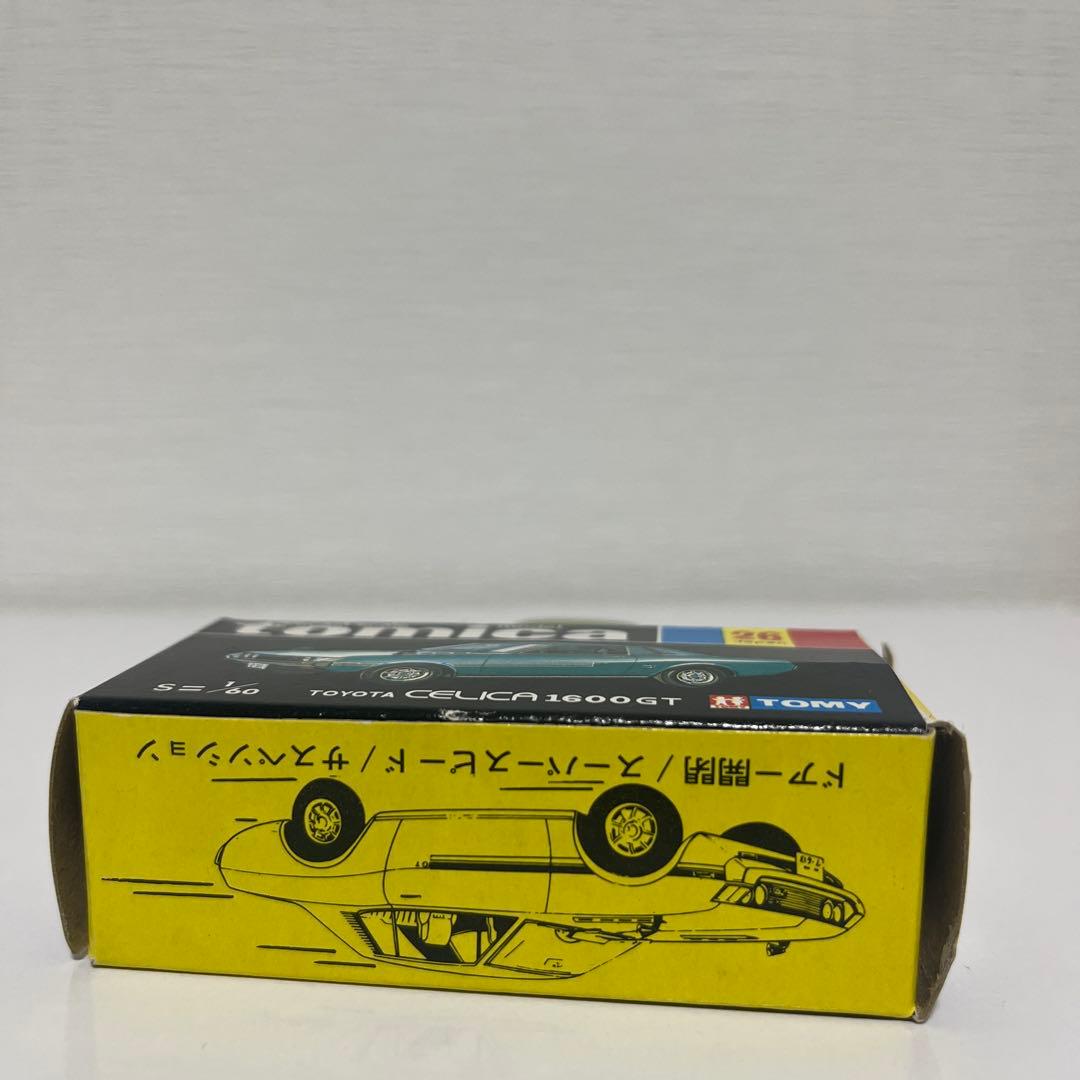 tomica
26
S=1/60
TOYOTA CELICA 1600GT
TOMY
ドアー開閉/スーパースピード/サスペンション